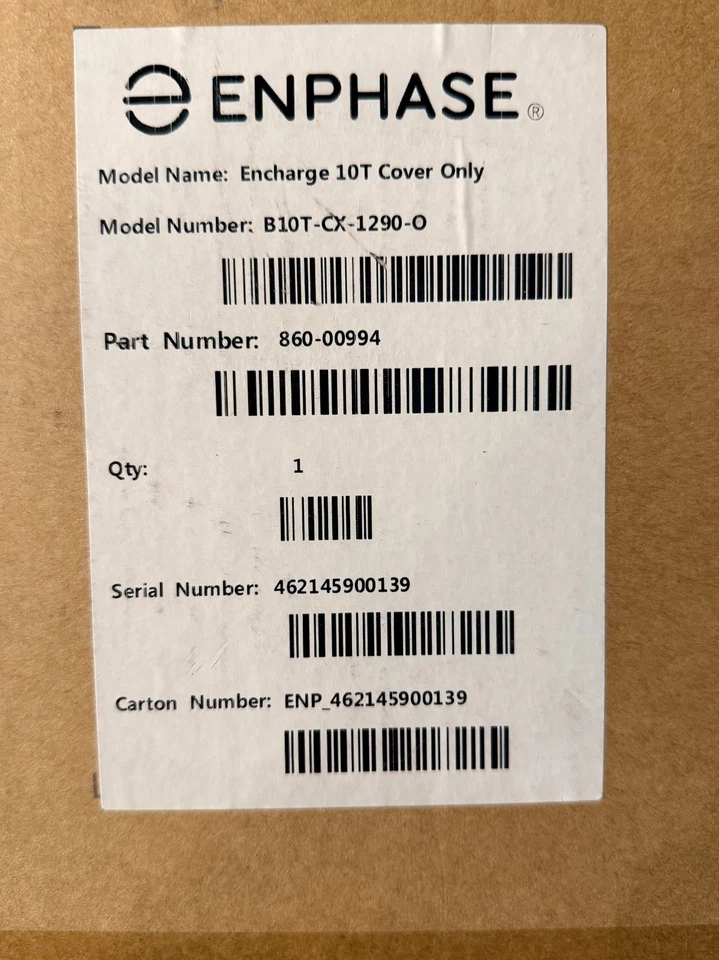 ENPHASE®
Model Name: Encharge 10T Cover Only
Model Number: B10T-CX-1290-O
Part Number: 860-00994
Qty: 1
Serial Number: 462145900139
Carton Number: ENP_462145900139